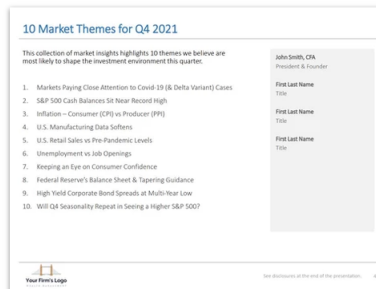 10 Market Themes for Q4 2021
This collection of market insights highlights 10 themes we believe are
most likely to shape the investment environment this quarter.
1. Markets Paying Close Attention to Covid-19 (& Delta Variant) Cases
2. S&P 500 Cash Balances Sit Near Record High
3. Inflation – Consumer (CPI) vs Producer (PPI)
4. U.S. Manufacturing Data Softens
5. U.S. Retail Sales vs Pre-Pandemic Levels
6. Unemployment vs Job Openings
7. Keeping an Eye on Consumer Confidence
8. Federal Reserve's Balance Sheet & Tapering Guidance
9. High Yield Corporate Bond Spreads at Multi-Year Low
10. Will Q4 Seasonality Repeat in Seeing a Higher S&P 500?
John Smith, CPA
President & Founder
First Last Name
Title
First Last Name
Title
First Last Name
Title
Your Firm's Logo
See disclosures at the end of the presentation.